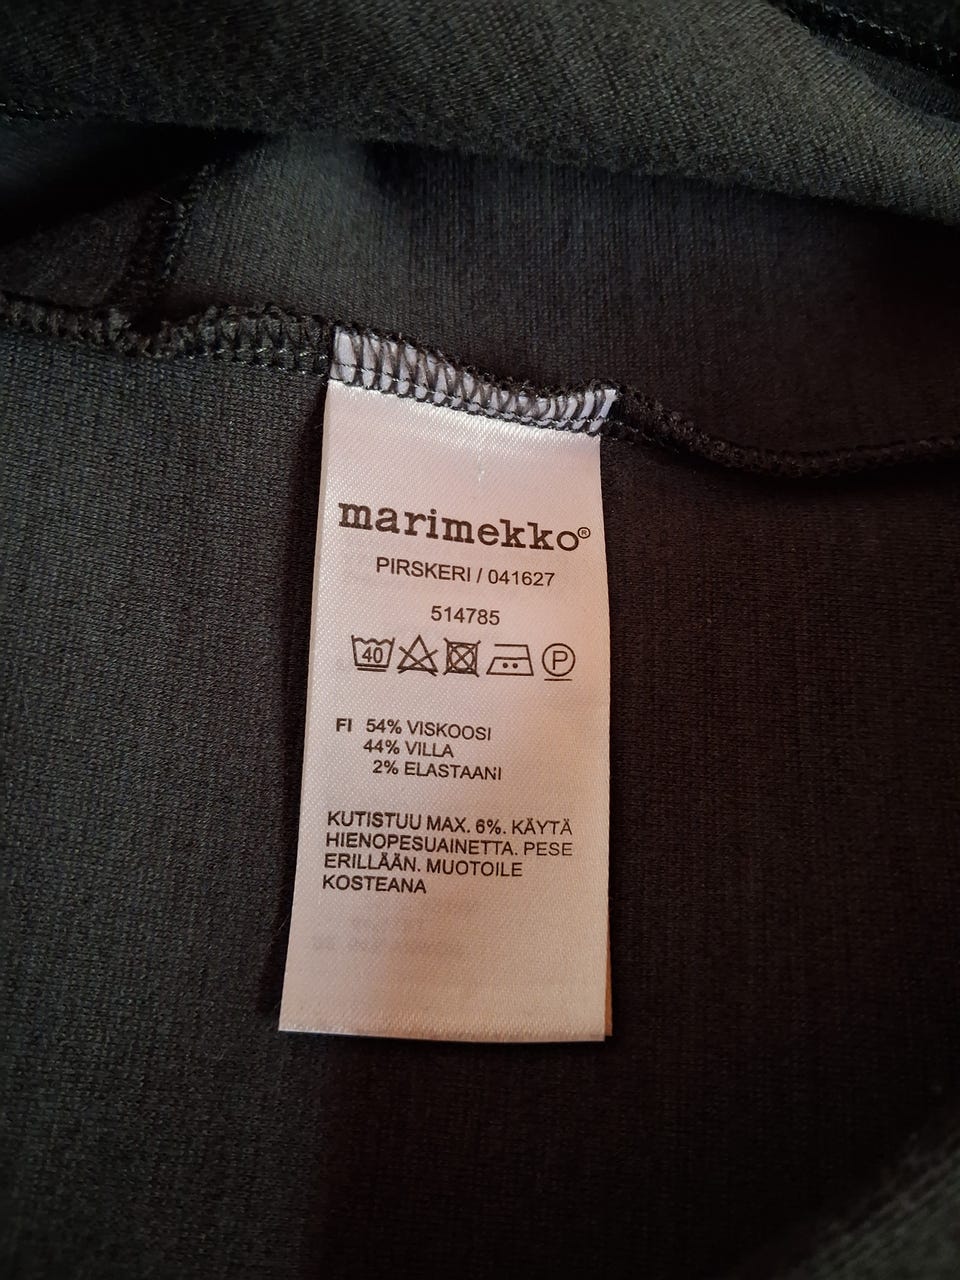 marimekko®
PIRSKERI / 041627
514785
40 P
FI 54% VISKOOSI
44% VILLA
2% ELASTAANI
KUTISTUU MAX. 6%. KÄYTÄ
HIENOPESUAINETTA. PESE
ERILLÄÄN. MUOTOILE
KOSTEANA